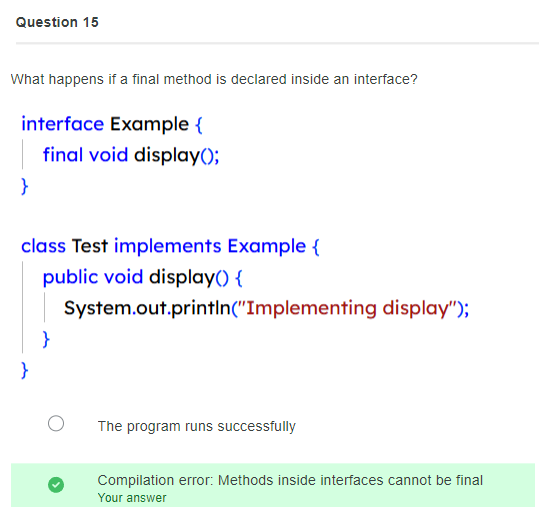 Question 15
What happens if a final method is declared inside an interface?
interface Example {
final void display();
}
class Test implements Example {
public void display() {
System.out.println("Implementing display");
}
}
The program runs successfully
Compilation error: Methods inside interfaces cannot be final
Your answer